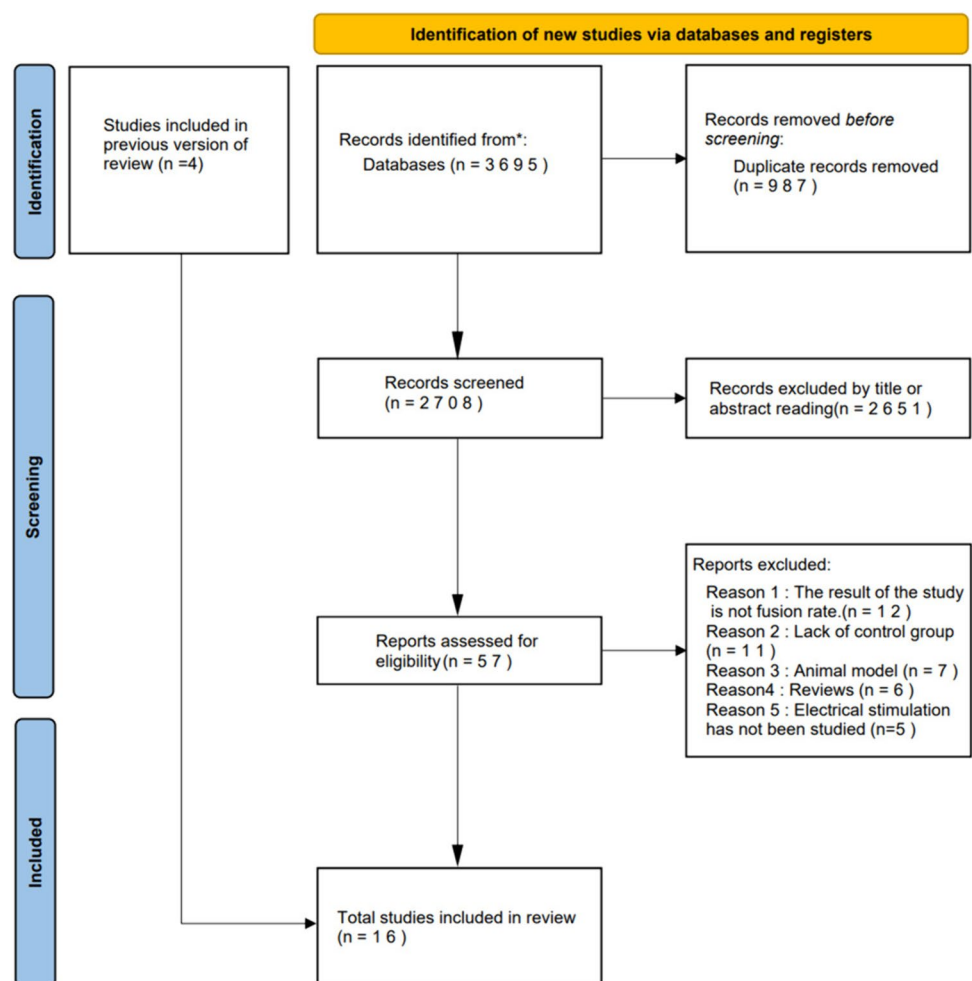 Identification of new studies via databases and registers
Identification
Studies included in
previous version of
review (n =4)
Records identified from*:
Databases (n = 3 6 9 5 )
Records removed before
screening:
Duplicate records removed
(n = 9 8 7 )
Screening
Records screened
(n = 2 7 0 8 )
Records excluded by title or
abstract reading(n = 2 6 5 1 )
Reports assessed for
eligibility(n = 5 7 )
Reports excluded:
Reason 1 : The result of the study
is not fusion rate.(n = 1 2 )
Reason 2 : Lack of control group
(n = 1 1 )
Reason 3 : Animal model (n = 7 )
Reason4 : Reviews (n = 6 )
Reason 5 : Electrical stimulation
has not been studied (n=5 )
Included
Total studies included in review
(n = 1 6 )